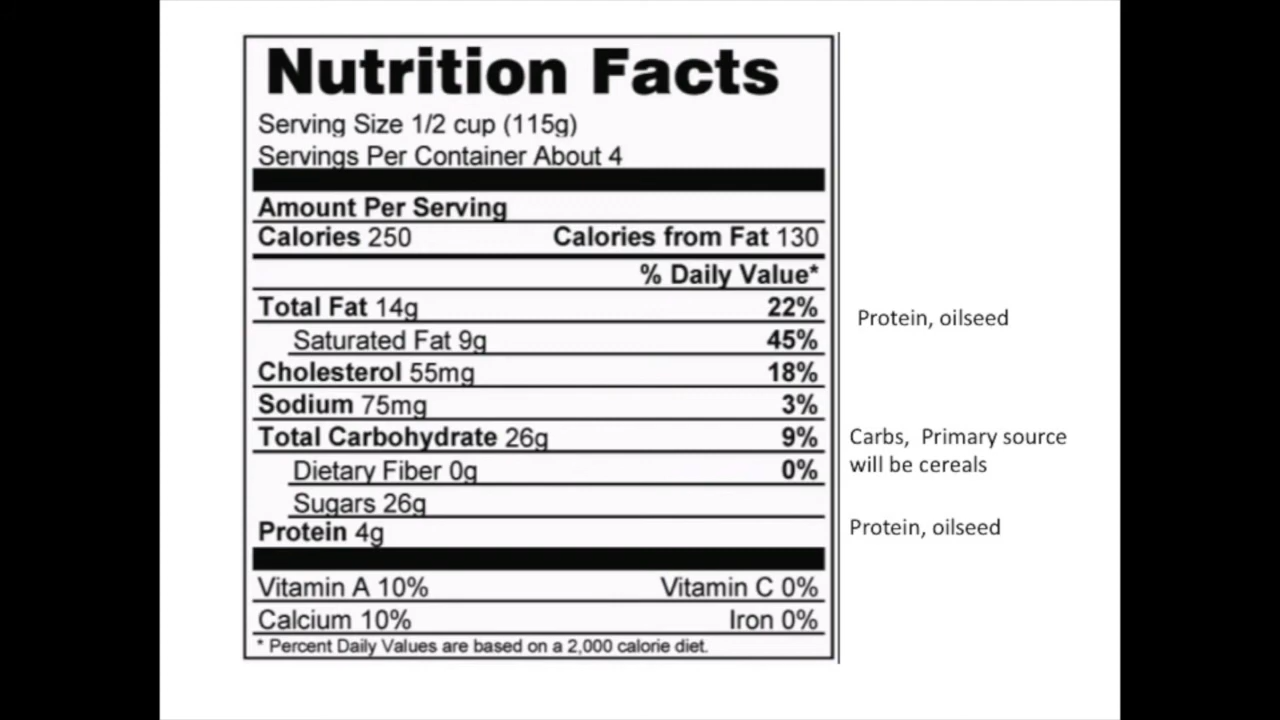 Nutrition Facts
Serving Size 1/2 cup (115g)
Servings Per Container About 4
Amount Per Serving
Calories 250 Calories from Fat 130
% Daily Value*
Total Fat 14g 22%
Protein, oilseed
Saturated Fat 9g 45%
Cholesterol 55mg 18%
Sodium 75mg 3%
Total Carbohydrate 26g 9%
Carbs, Primary source
will be cereals
Dietary Fiber 0g 0%
Sugars 26g
Protein 4g
Protein, oilseed
Vitamin A 10% Vitamin C 0%
Calcium 10% Iron 0%
* Percent Daily Values are based on a 2,000 calorie diet.